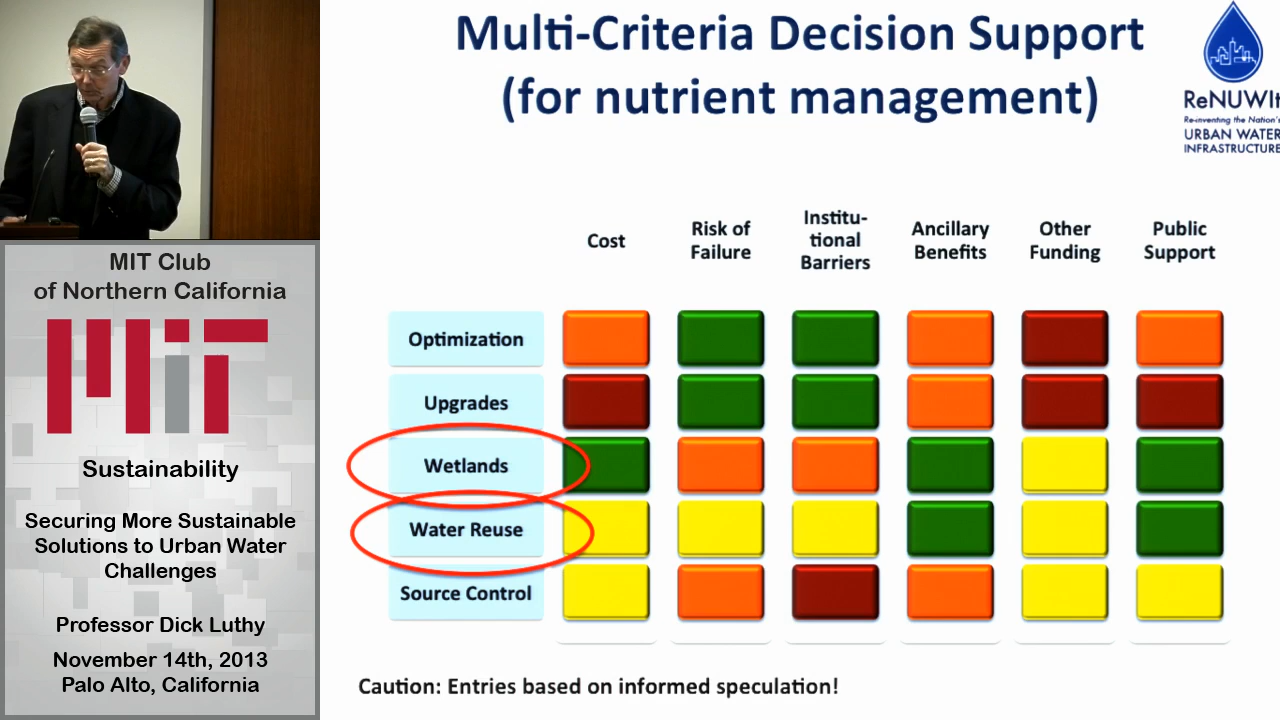 Multi-Criteria Decision Support
(for nutrient management)
ReNUWIt
Re-inventing the Nation's
URBAN WATER
INFRASTRUCTURE
MIT Club
of Northern California
MIT
Sustainability
Securing More Sustainable
Solutions to Urban Water
Challenges
Professor Dick Luthy
November 14th, 2013
Palo Alto, California
Cost
Risk of
Failure
Institu-
tional
Barriers
Ancillary
Benefits
Other
Funding
Public
Support
Optimization
Upgrades
Wetlands
Water Reuse
Source Control
Caution: Entries based on informed speculation!